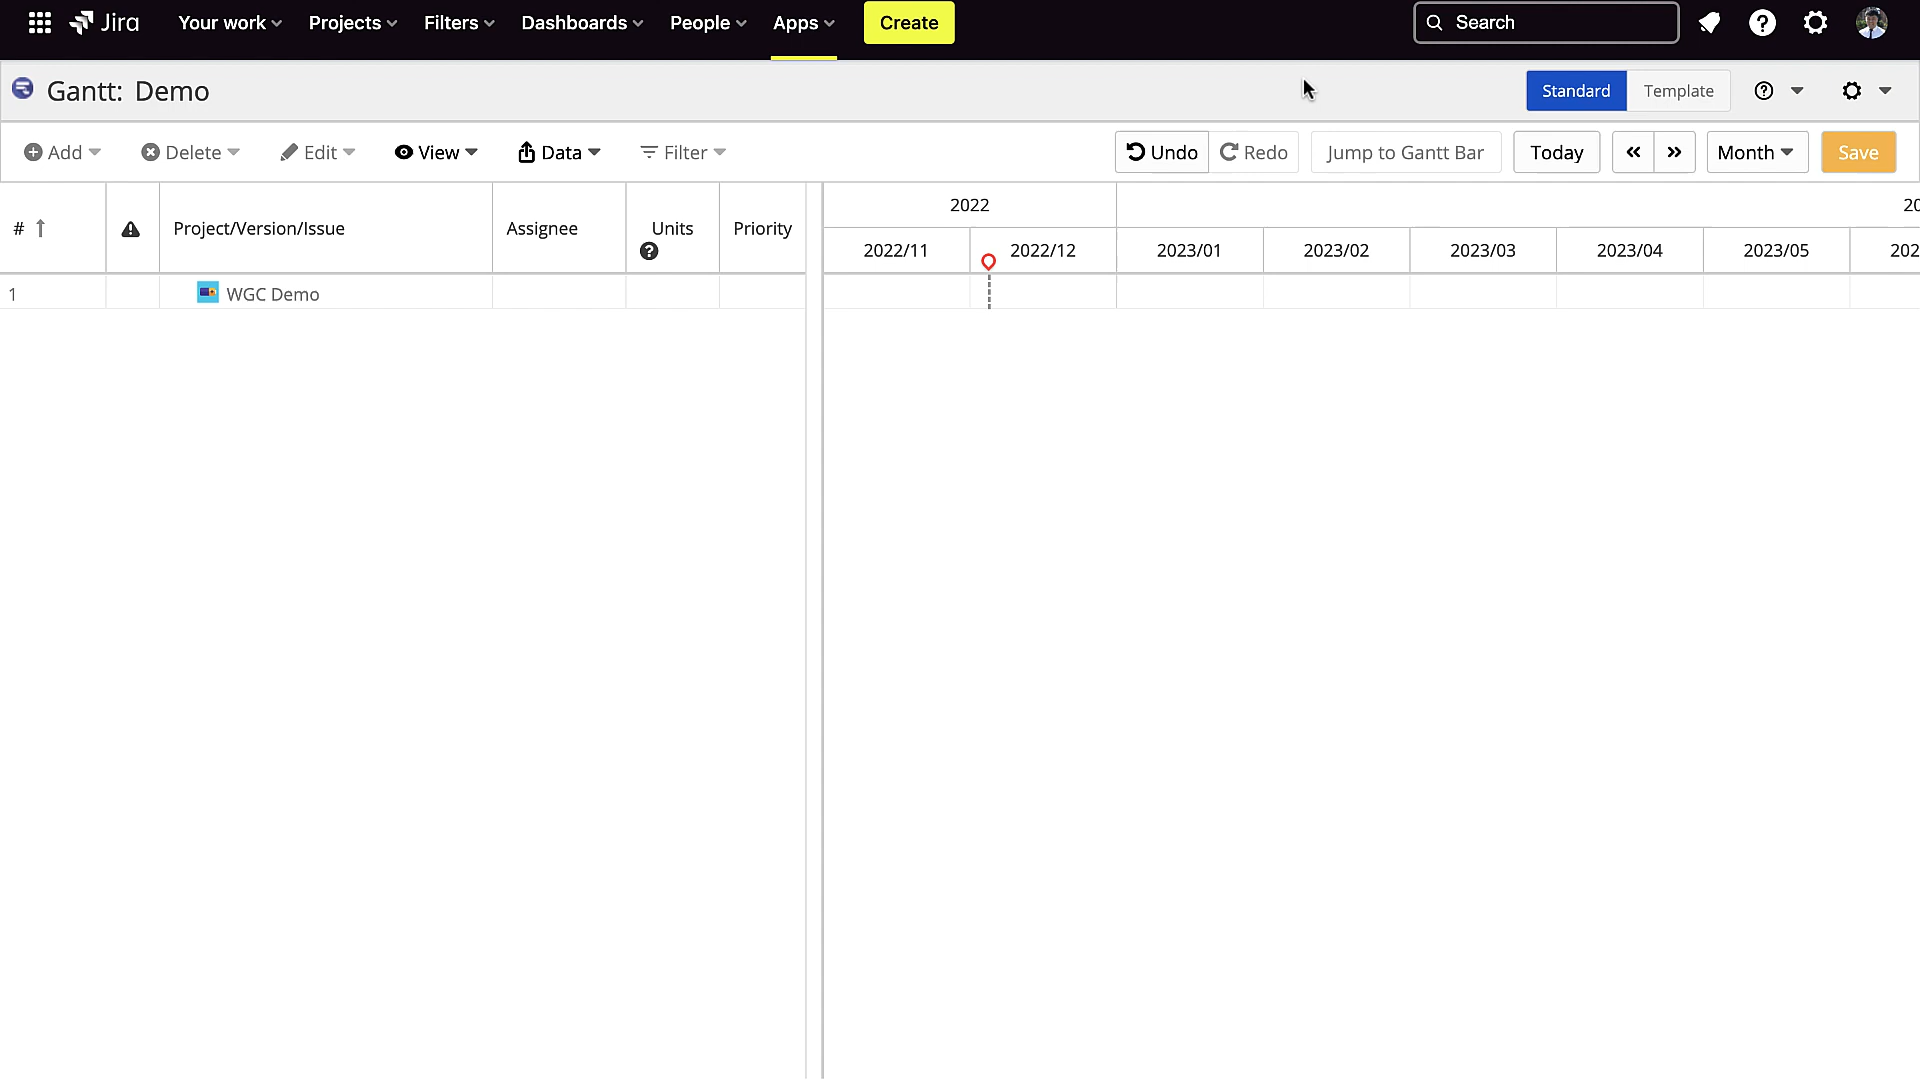 Jira Your work Projects Filters Dashboards People Apps Create Search
Gantt: Demo Standard Template
Add Delete Edit View Data Filter Undo Redo Jump to Gantt Bar Today Month Save
# Project/Version/Issue Assignee Units Priority
2022 20
2022/11 2022/12 2023/01 2023/02 2023/03 2023/04 2023/05 202
1 WGC Demo